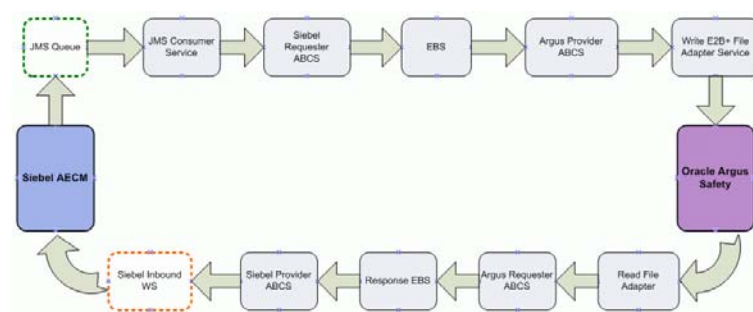 JMS Queue
JMS Consumer
Service
Siebel
Requester
ABCS
EBS
Argus Provider
ABCS
Write E2B+ File
Adapter Service
Siebel AECM
Oracle Argus
Safety
Siebel Inbound
WS
Siebel Provider
ABCS
Response EBS
Argus Requester
ABCS
Read File
Adapter